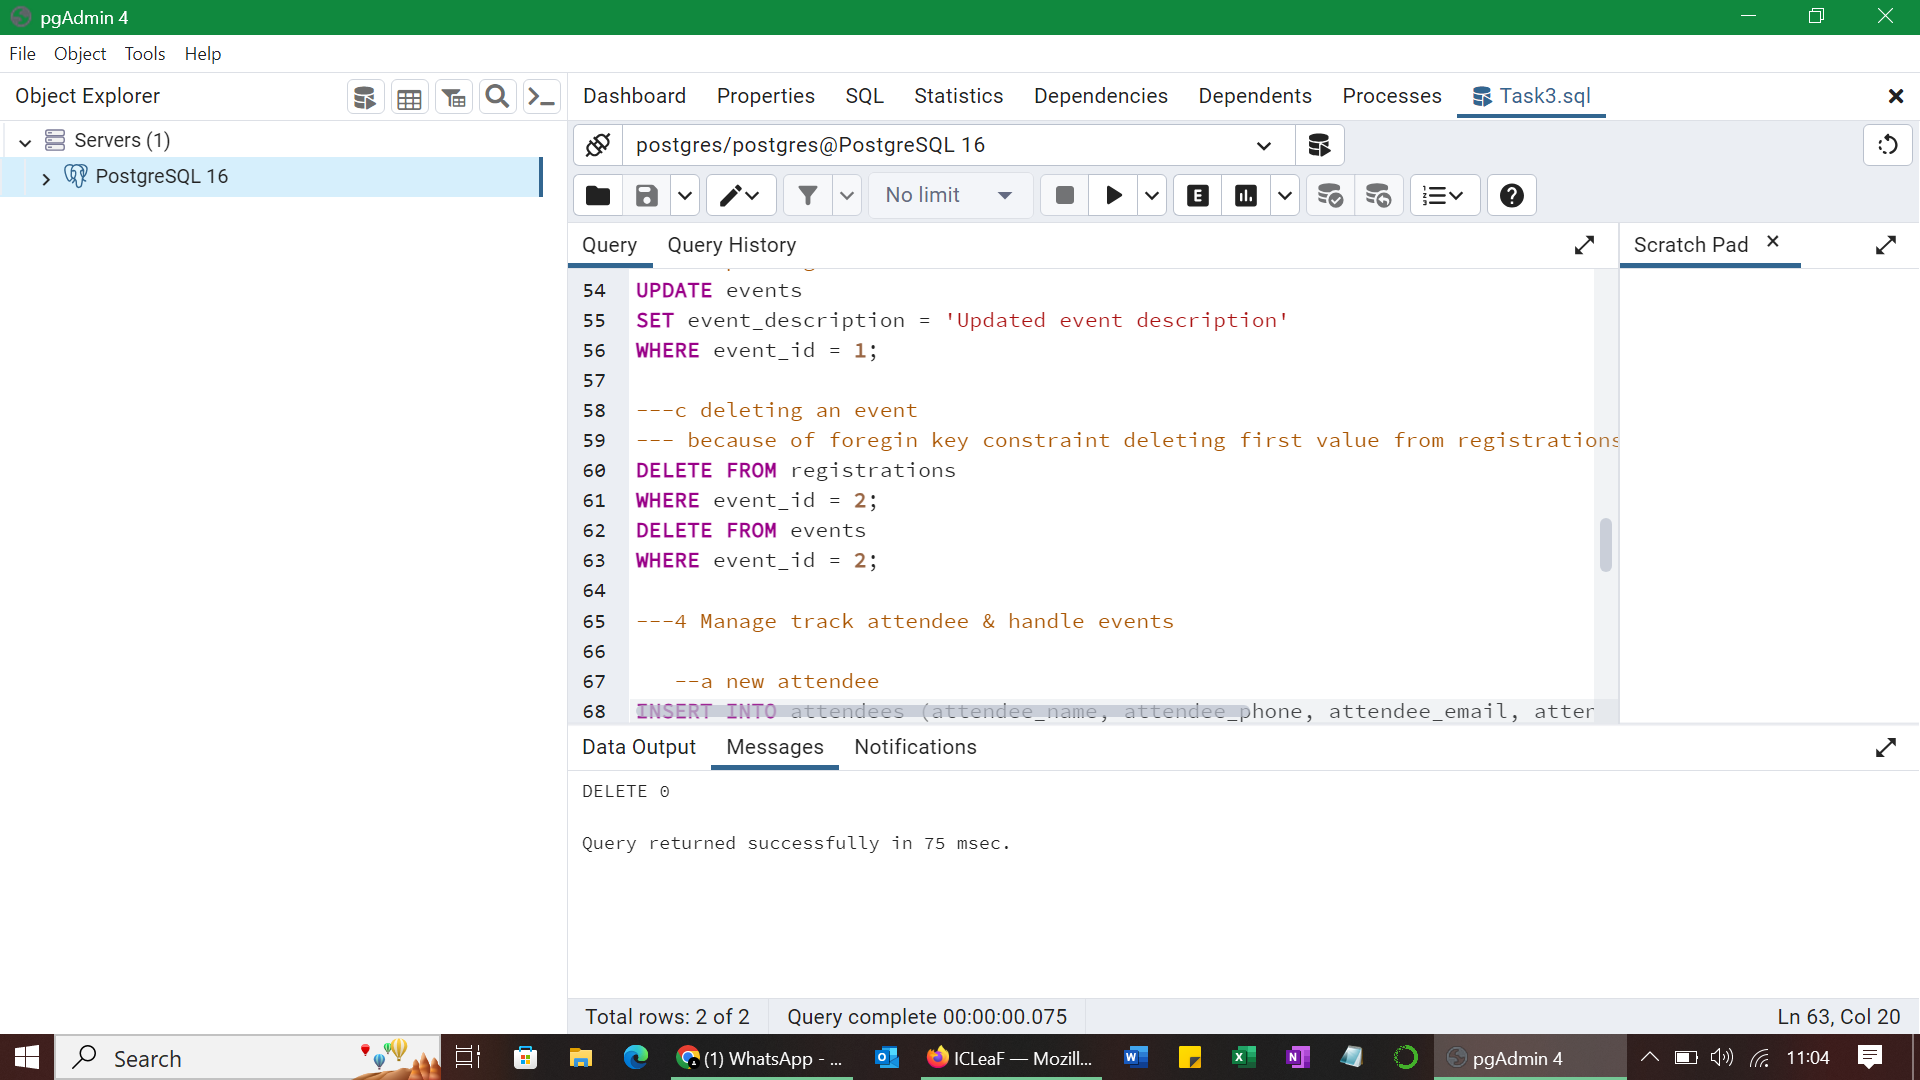 pgAdmin 4
File Object Tools Help
Object Explorer
Dashboard Properties SQL Statistics Dependencies Dependents Processes Task3.sql
Servers (1)
PostgreSQL 16
postgres/postgres@PostgreSQL 16
No limit
E
Query Query History
Scratch Pad
54 UPDATE events
55 SET event_description = 'Updated event description'
56 WHERE event_id = 1;
57
58 ---c deleting an event
59 --- because of foregin key constraint deleting first value from registrations
60 DELETE FROM registrations
61 WHERE event_id = 2;
62 DELETE FROM events
63 WHERE event_id = 2;
64
65 ---4 Manage track attendee & handle events
66
67 --a new attendee
68 INSERT INTO attendees (attendee_name, attendee_phone, attendee_email, atten
Data Output Messages Notifications
DELETE 0
Query returned successfully in 75 msec.
Total rows: 2 of 2 Query complete 00:00:00.075 Ln 63, Col 20
Search
(1) WhatsApp - ...
ICLeaF — Mozill...
pgAdmin 4
11:04